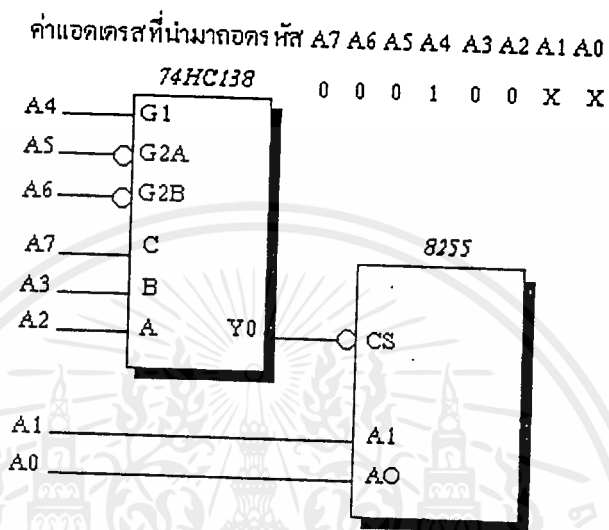 ค่าแอดเดรสที่นำมาถอดรหัส A7 A6 A5 A4 A3 A2 A1 A0
0 0 0 1 0 0 X X
74HC138
A4 G1
A5 G2A
A6 G2B
A7 C
A3 B
A2 A Y0
8255
CS
A1 A1
A0 AO